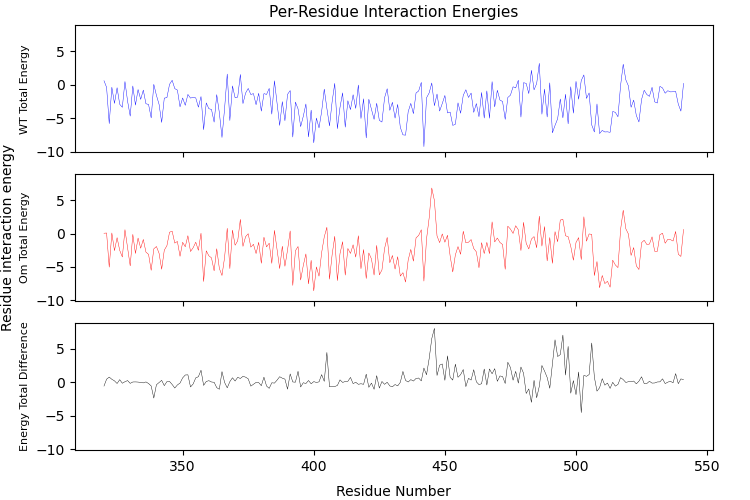 Per-Residue Interaction Energies
Residue interaction energy
WT Total Energy
5
0
−5
−10
Om Total Energy
5
0
−5
−10
Energy Total Difference
5
0
−5
−10
350
400
450
500
550
Residue Number